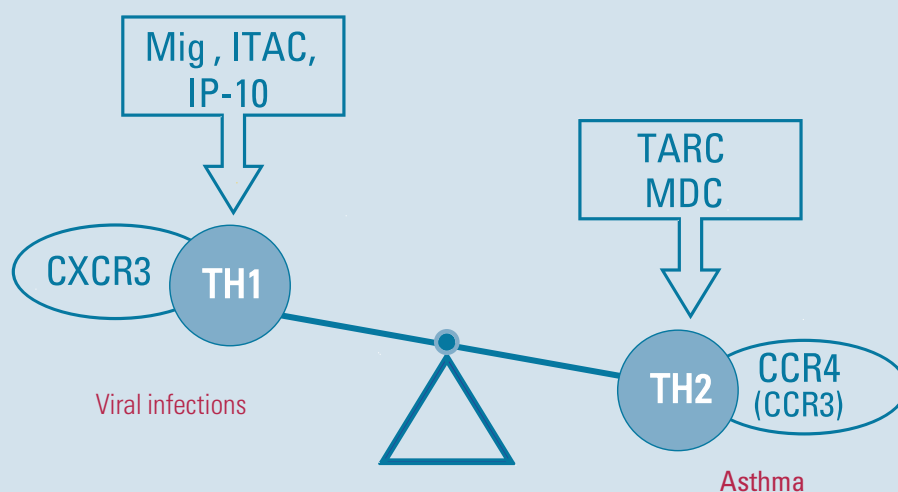 Mig , ITAC,
IP-10
TARC
MDC
CXCR3
TH1
TH2
CCR4
(CCR3)
Viral infections
Asthma